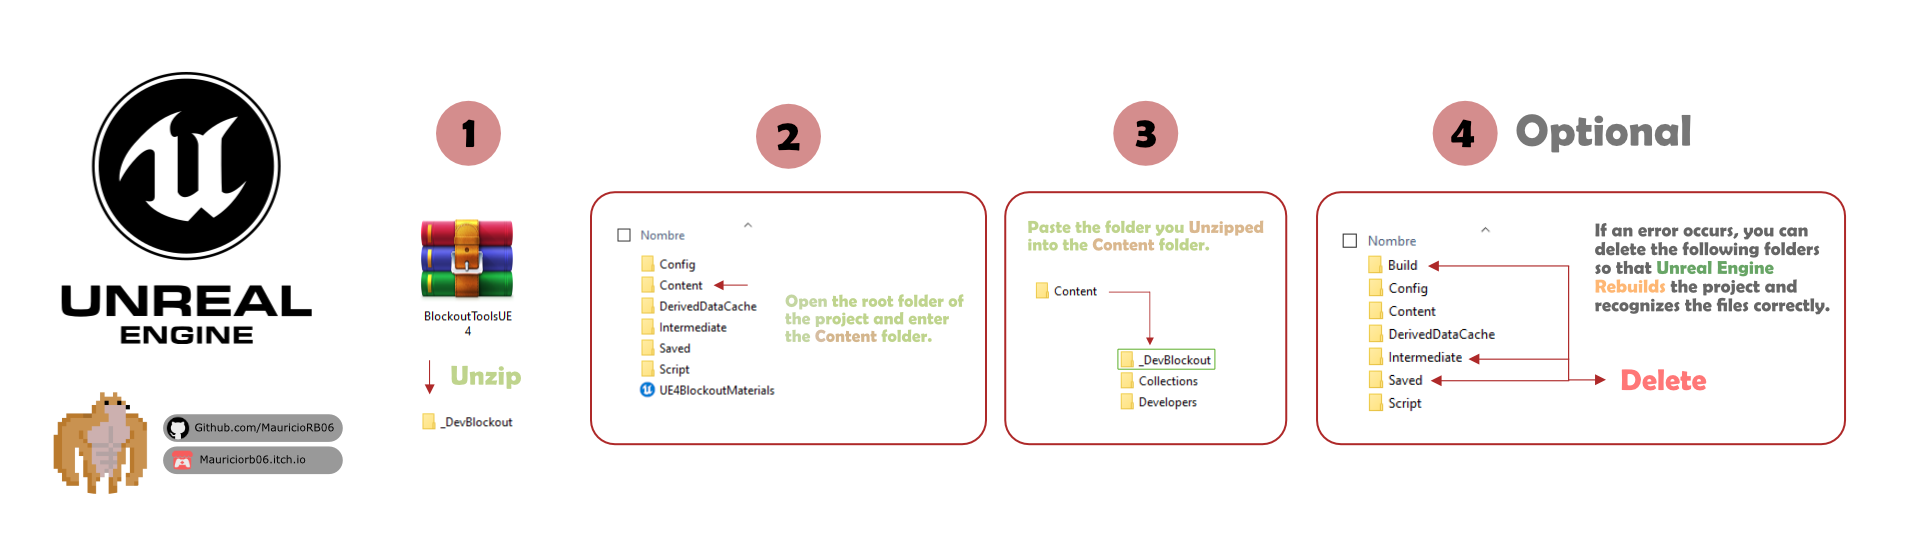 UNREAL
ENGINE
Github.com/MauricioRB06
Mauriciorb06.itch.io
1
BlockoutToolsUE
4
Unzip
_DevBlockout
2
Nombre
Config
Content
DerivedDataCache
Intermediate
Saved
Script
UE4BlockoutMaterials
Open the root folder of
the project and enter
the Content folder.
3
Paste the folder you Unzipped
into the Content folder.
Content
_DevBlockout
Collections
Developers
4 Optional
Nombre
Build
Config
Content
DerivedDataCache
Intermediate
Saved
Script
If an error occurs, you can
delete the following folders
so that Unreal Engine
Rebuilds the project and
recognizes the files correctly.
Delete